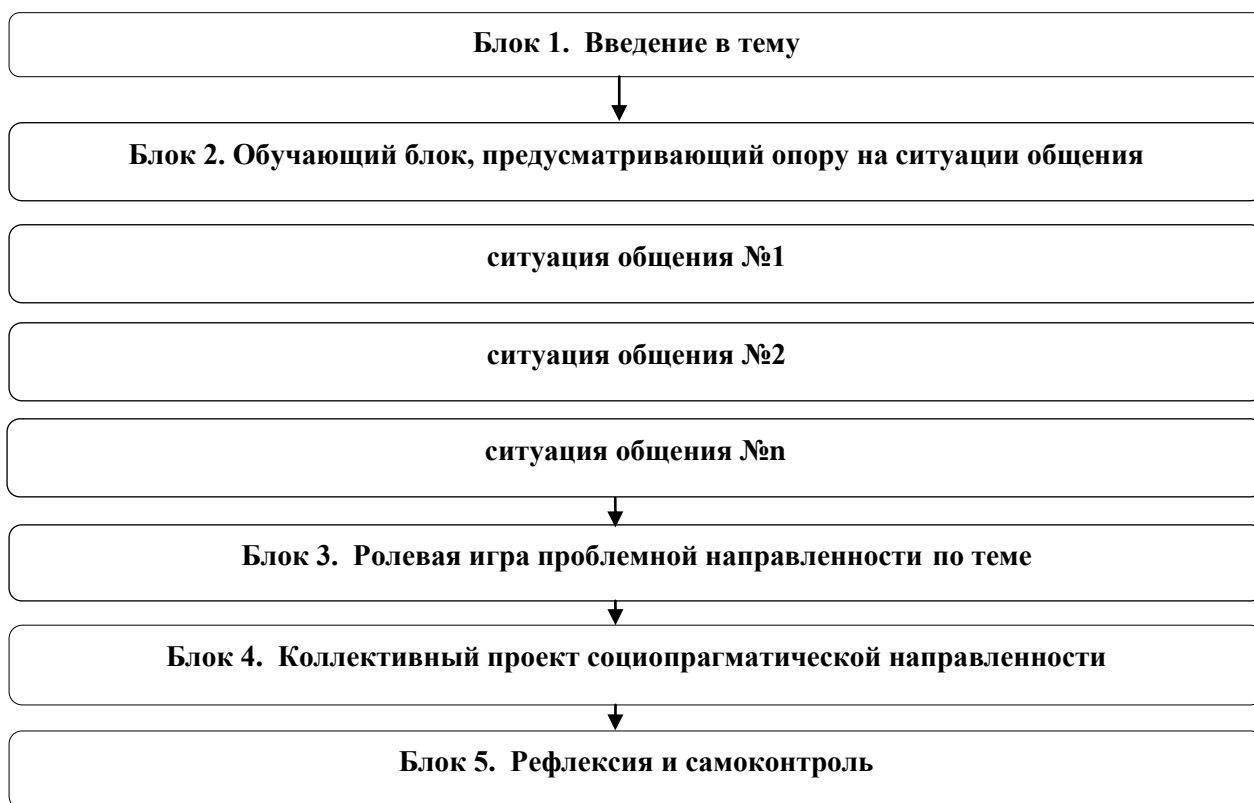 Блок 1.  Введение в тему
Блок 2. Обучающий блок, предусматривающий опору на ситуации общения
ситуация общения №1
ситуация общения №2
ситуация общения №n
Блок 3.  Ролевая игра проблемной направленности по теме
Блок 4.  Коллективный проект социопрагматической направленности
Блок 5.  Рефлексия и самоконтроль